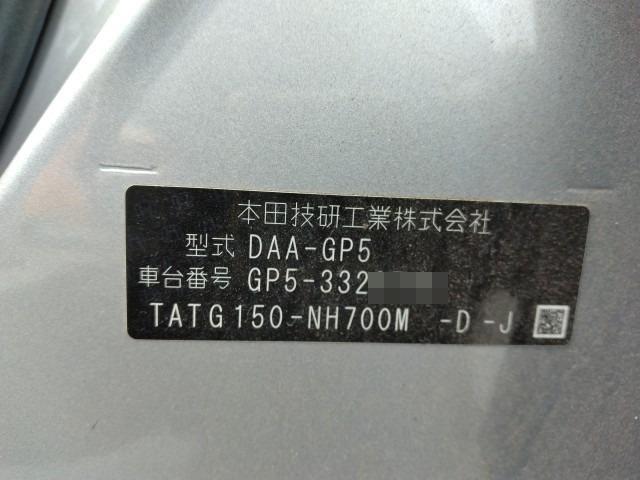 本田技研工業株式会社
型式 DAA-GP5
車台番号 GP5-332
TATG150-NH700M -D -J